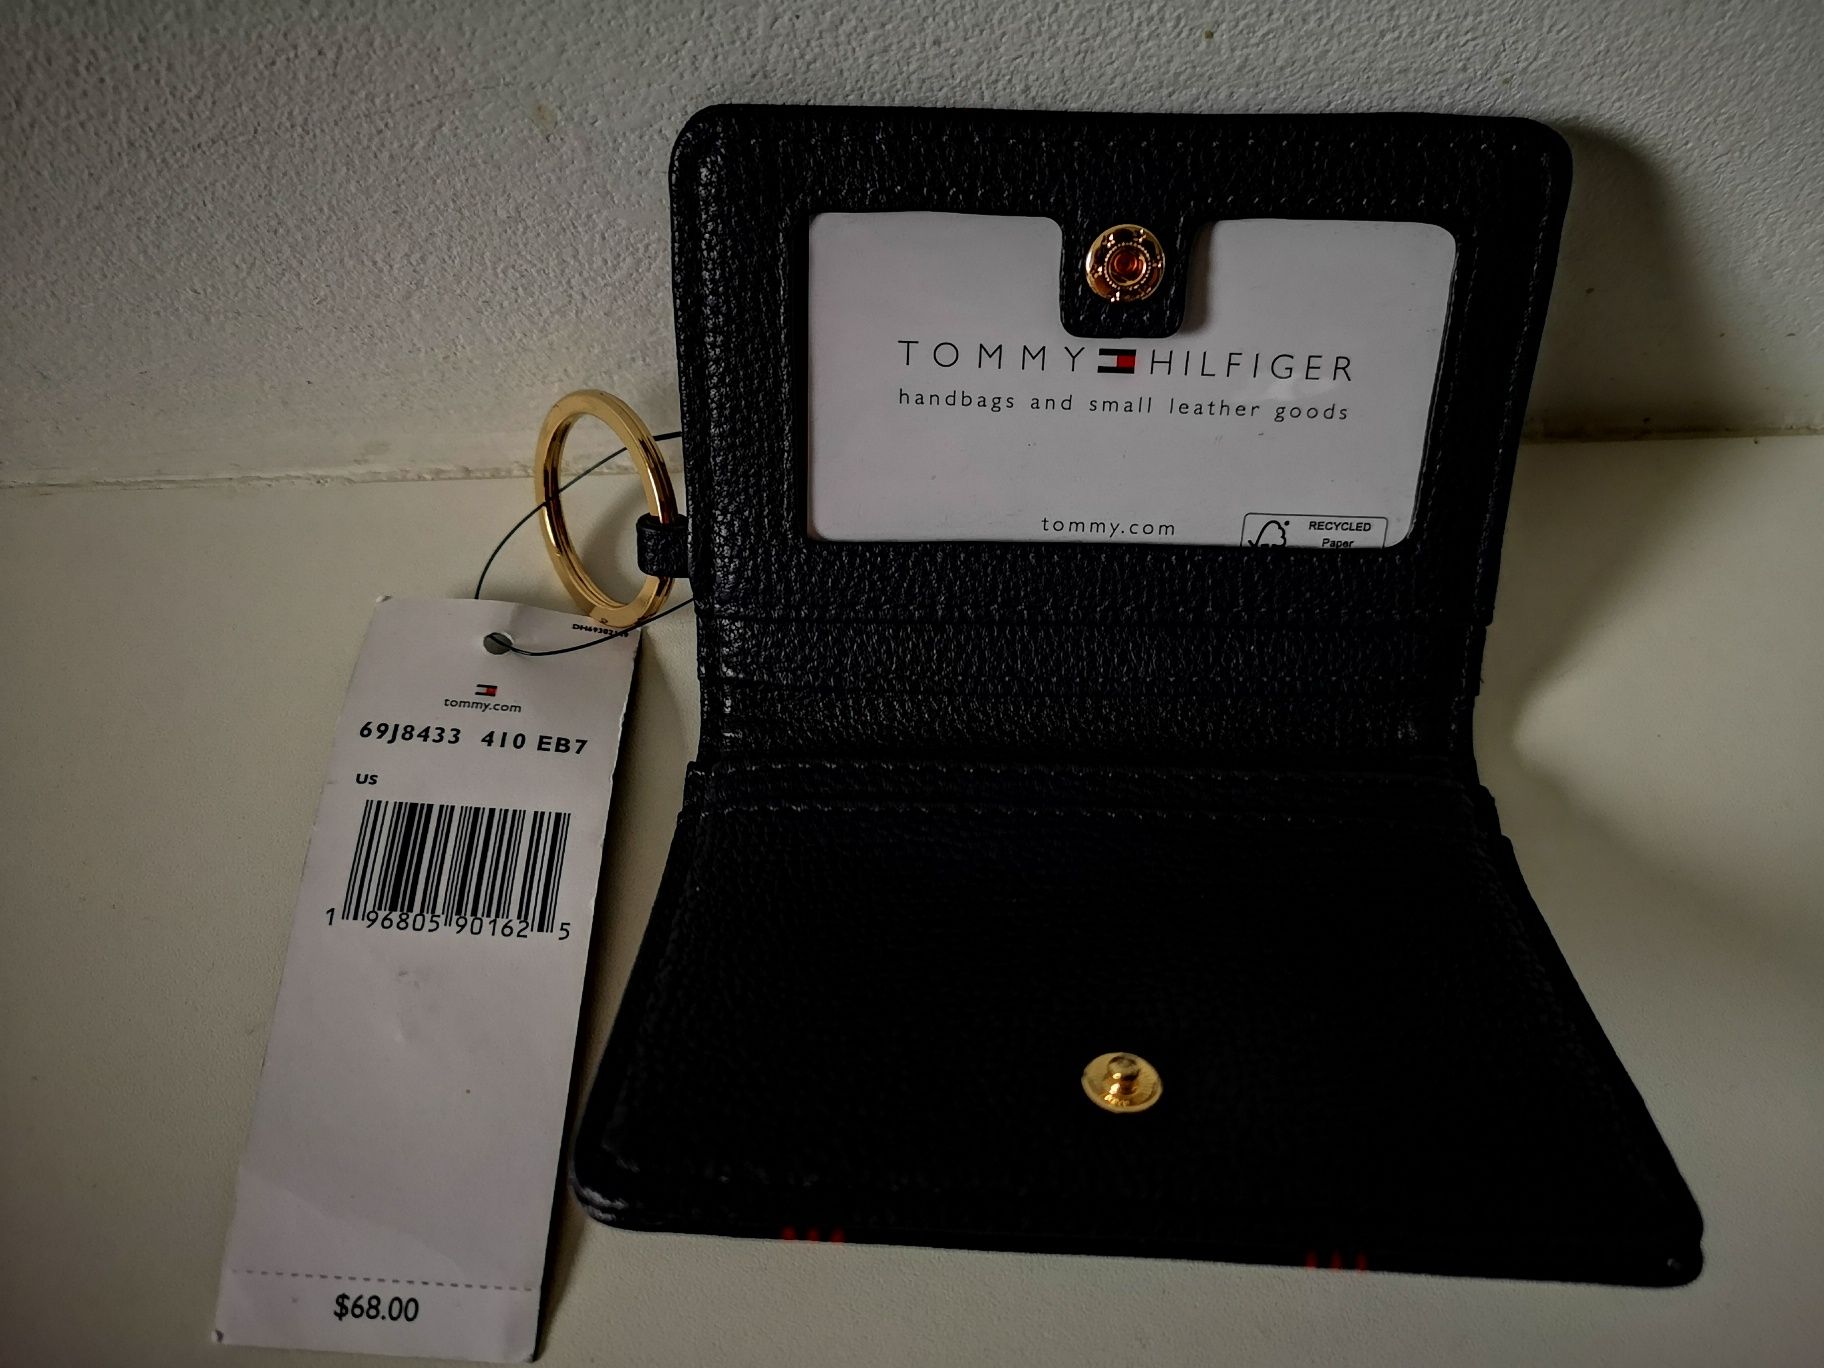 TOMMY HILFIGER
handbags and small leather goods
tommy.com
RECYCLED
Paper
tommy.com
69J8433 410 EB7
US
1 96805 90162 5
$68.00